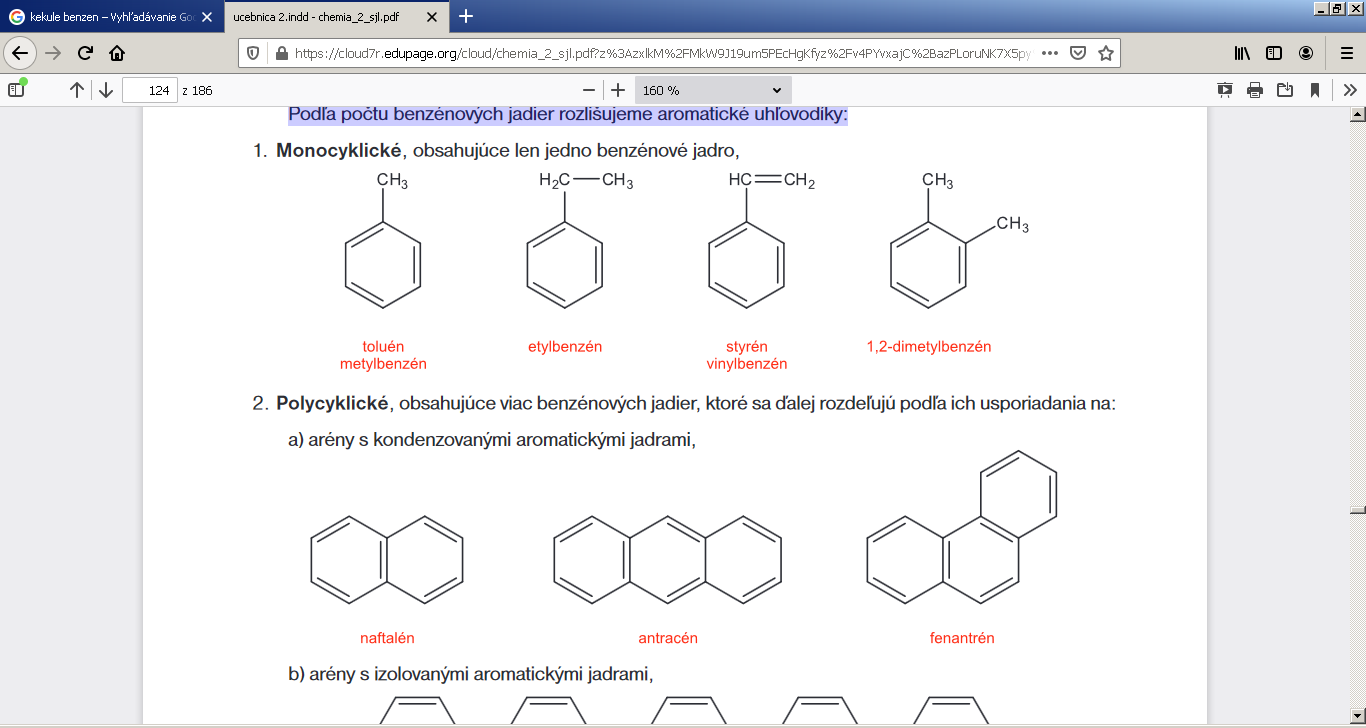 kekule benzen – Vyhľadávanie Goo
ucebnica 2.indd - chemia_2_sjl.pdf
https://cloud7r.edupage.org/cloud/chemia_2_sjl.pdf?z%3AzxlkM%2FMkW9J19um5PEcHgKfyz%2Fv4PYvxajC%2BazPLoruNK7X5py
124 z 186
160 %
Podľa počtu benzénových jadier rozlišujeme aromatické uhľovodíky:
1. Monocyklické, obsahujúce len jedno benzénové jadro,
CH3 H2C CH3 HC CH2 CH3
CH3
toluén etylbenzén styrén 1,2-dimetylbenzén
metylbenzén vinylbenzén
2. Polycyklické, obsahujúce viac benzénových jadier, ktoré sa ďalej rozdeľujú podľa ich usporiadania na:
a) arény s kondenzovanými aromatickými jadrami,
naftalén antracén fenantrén
b) arény s izolovanými aromatickými jadrami,